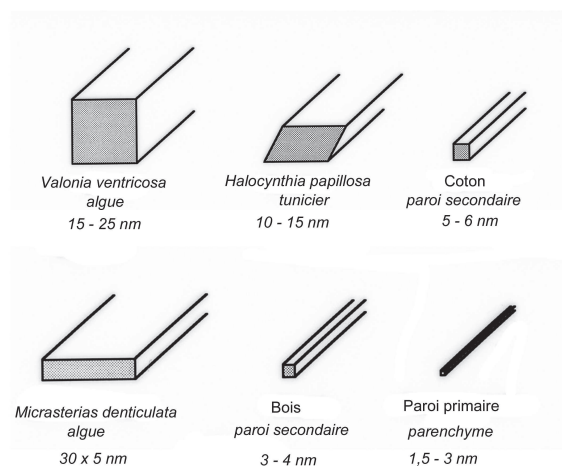 Valonia ventricosa
algue
15 - 25 nm
Halocynthia papillosa
tunicier
10 - 15 nm
Coton
paroi secondaire
5 - 6 nm
Micrasterias denticulata
algue
30 x 5 nm
Bois
paroi secondaire
3 - 4 nm
Paroi primaire
parenchyme
1,5 - 3 nm